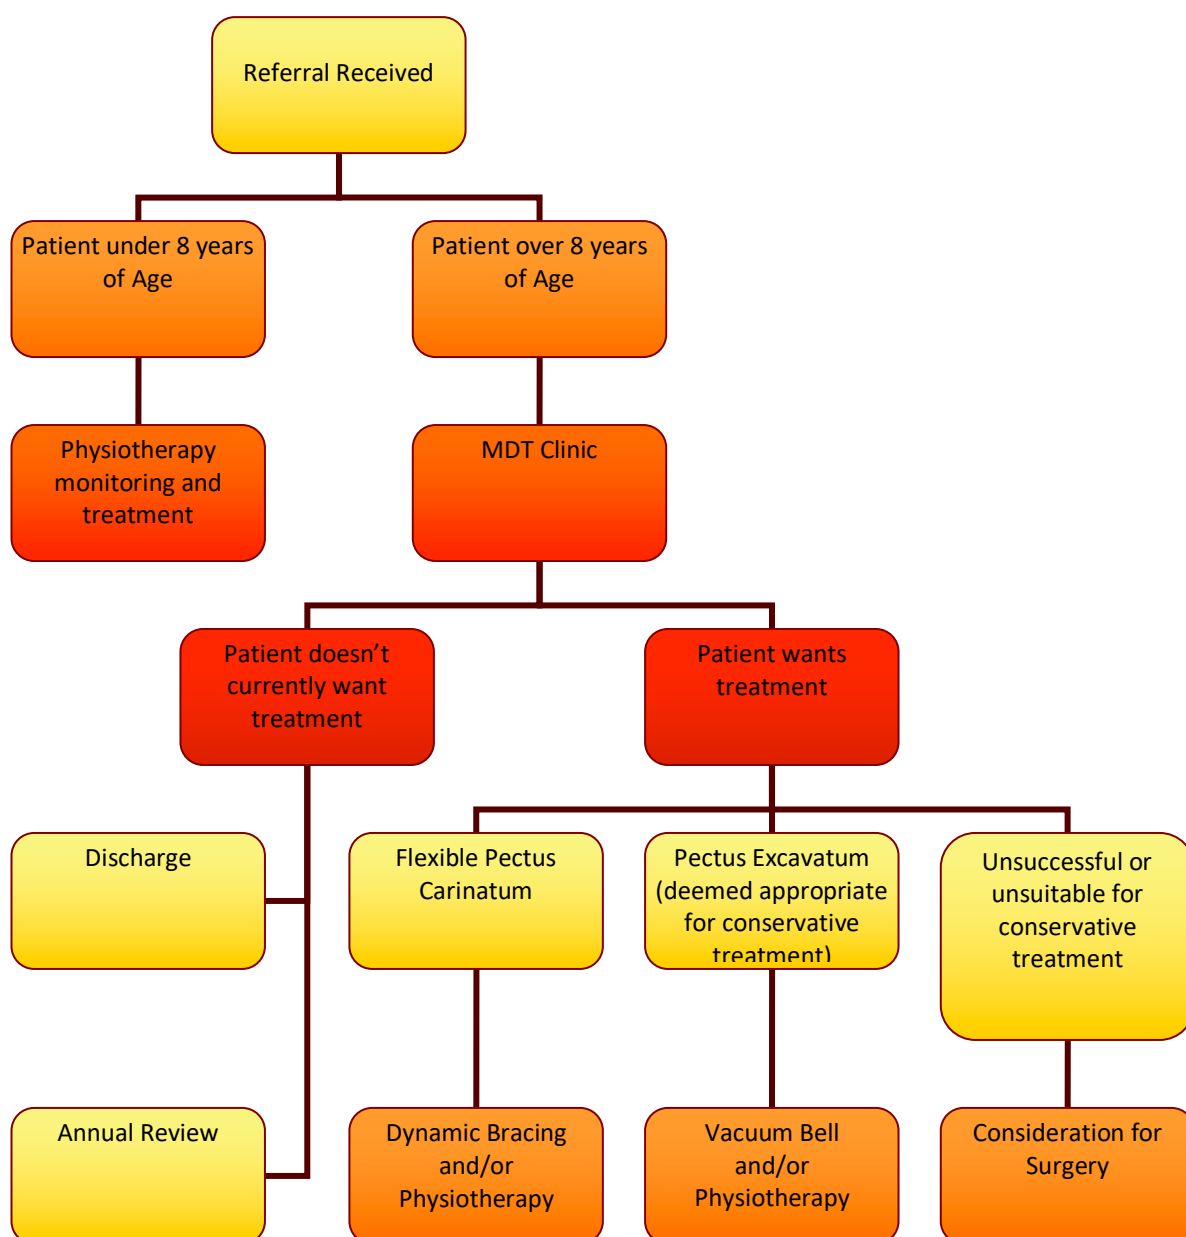 Referral Received
Patient under 8 years
of Age
Patient over 8 years
of Age
Physiotherapy
monitoring and
treatment
MDT Clinic
Patient doesn’t
currently want
treatment
Patient wants
treatment
Discharge
Flexible Pectus
Carinatum
Pectus Excavatum
(deemed appropriate
for conservative
treatment)
Unsuccessful or
unsuitable for
conservative
treatment
Annual Review
Dynamic Bracing
and/or
Physiotherapy
Vacuum Bell
and/or
Physiotherapy
Consideration for
Surgery